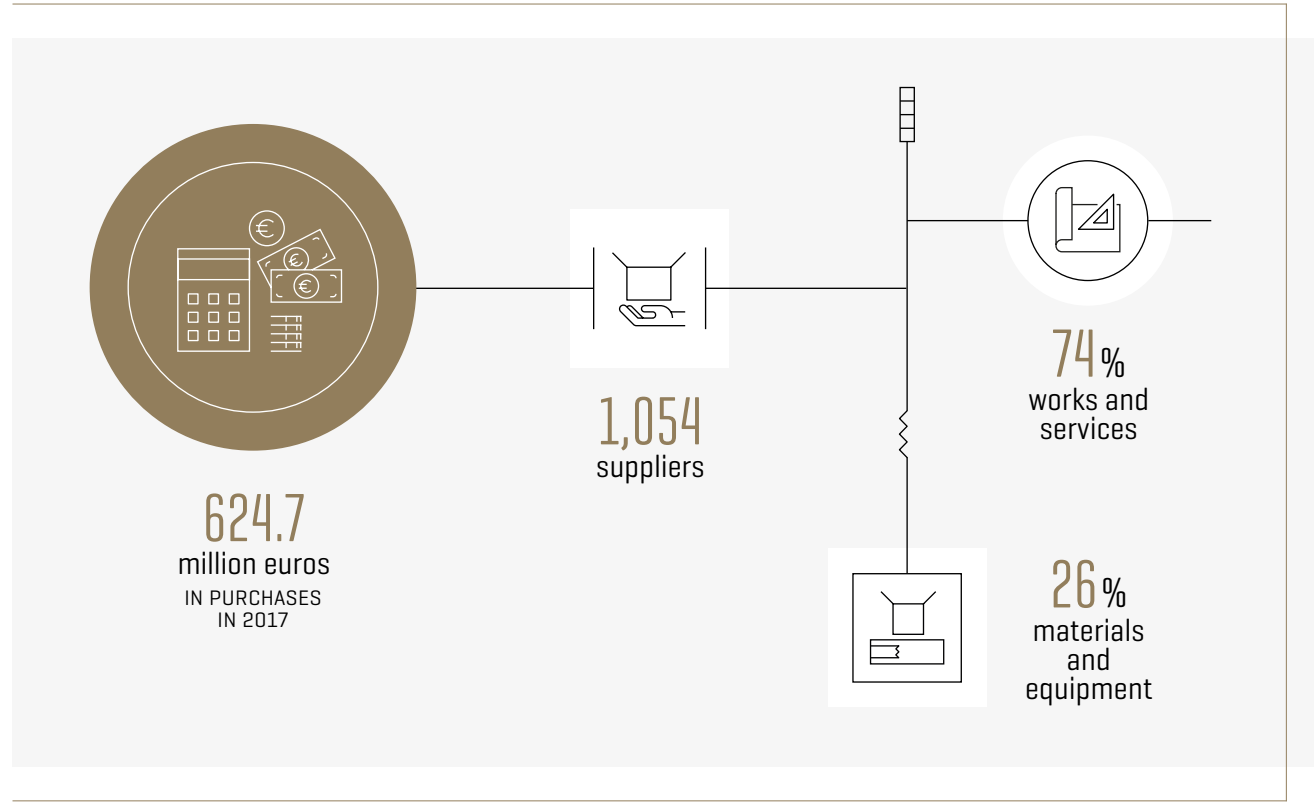 624.7
million euros
IN PURCHASES
IN 2017
1,054
suppliers
74%
works and
services
26%
materials
and
equipment